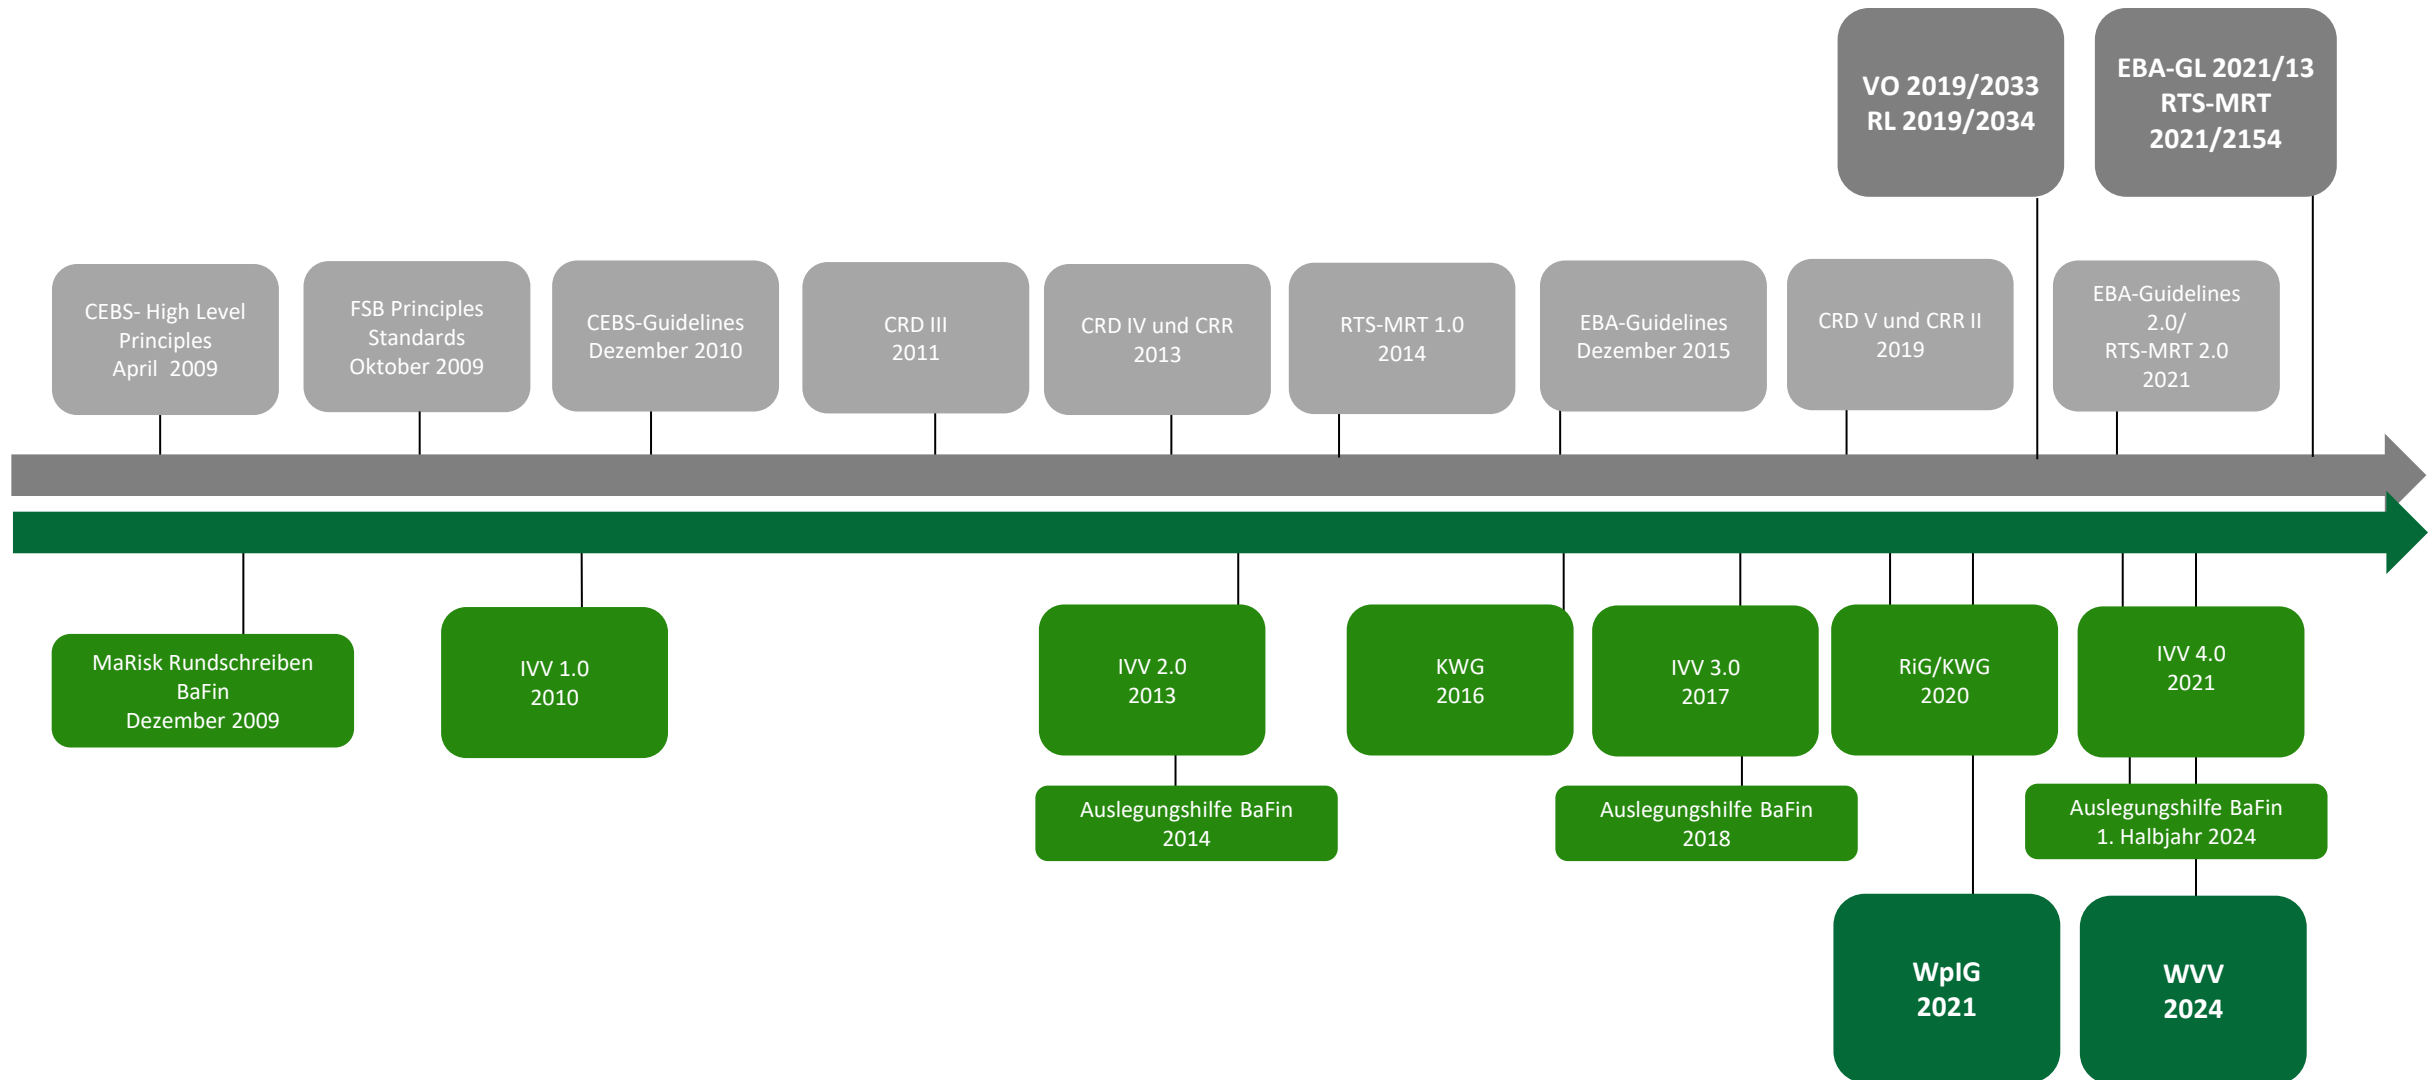 VO 2019/2033
RL 2019/2034
EBA-GL 2021/13
RTS-MRT
2021/2154
CEBS- High Level
Principles
April 2009
FSB Principles
Standards
Oktober 2009
CEBS-Guidelines
Dezember 2010
CRD III
2011
CRD IV und CRR
2013
RTS-MRT 1.0
2014
EBA-Guidelines
Dezember 2015
CRD V und CRR II
2019
EBA-Guidelines
2.0/
RTS-MRT 2.0
2021
MaRisk Rundschreiben
BaFin
Dezember 2009
IVV 1.0
2010
IVV 2.0
2013
KWG
2016
IVV 3.0
2017
RiG/KWG
2020
IVV 4.0
2021
Auslegungshilfe BaFin
2014
Auslegungshilfe BaFin
2018
Auslegungshilfe BaFin
1. Halbjahr 2024
WpIG
2021
WVV
2024